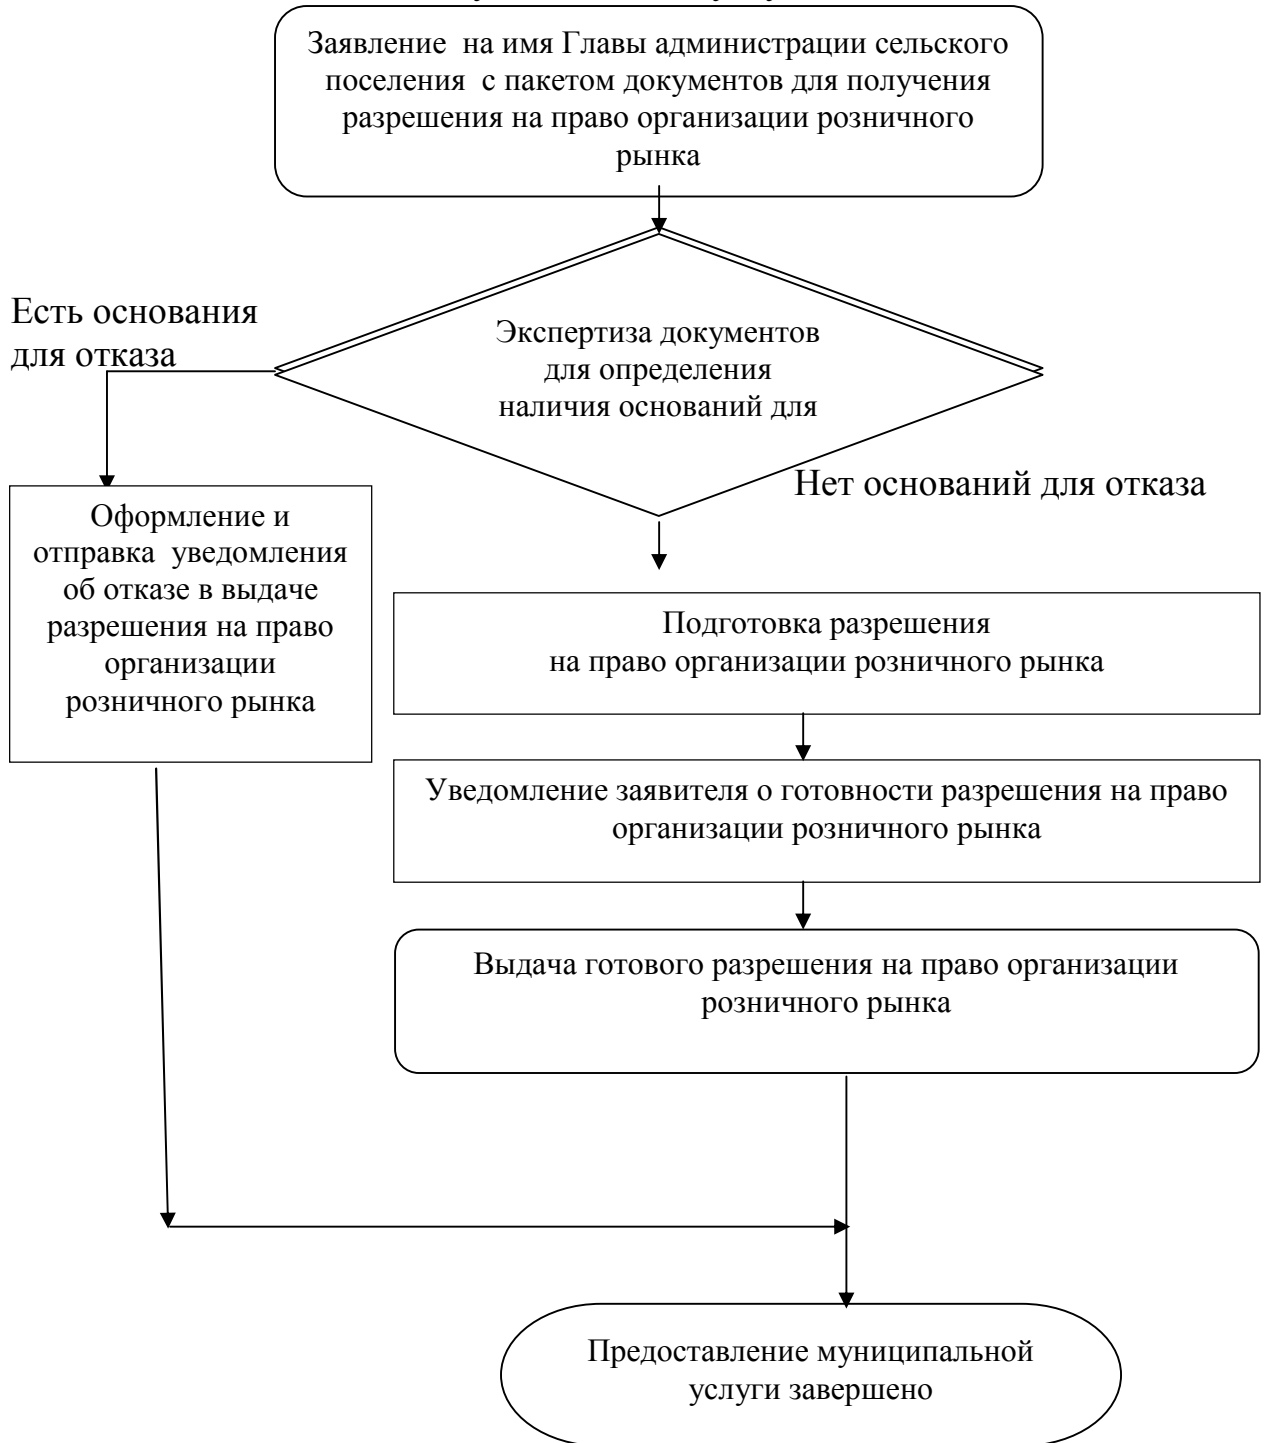 Заявление на имя Главы администрации сельского
поселения с пакетом документов для получения
разрешения на право организации розничного
рынка
Есть основания
для отказа
Экспертиза документов
для определения
наличия оснований для
Нет оснований для отказа
Оформление и
отправка уведомления
об отказе в выдаче
разрешения на право
организации
розничного рынка
Подготовка разрешения
на право организации розничного рынка
Уведомление заявителя о готовности разрешения на право
организации розничного рынка
Выдача готового разрешения на право организации
розничного рынка
Предоставление муниципальной
услуги завершено